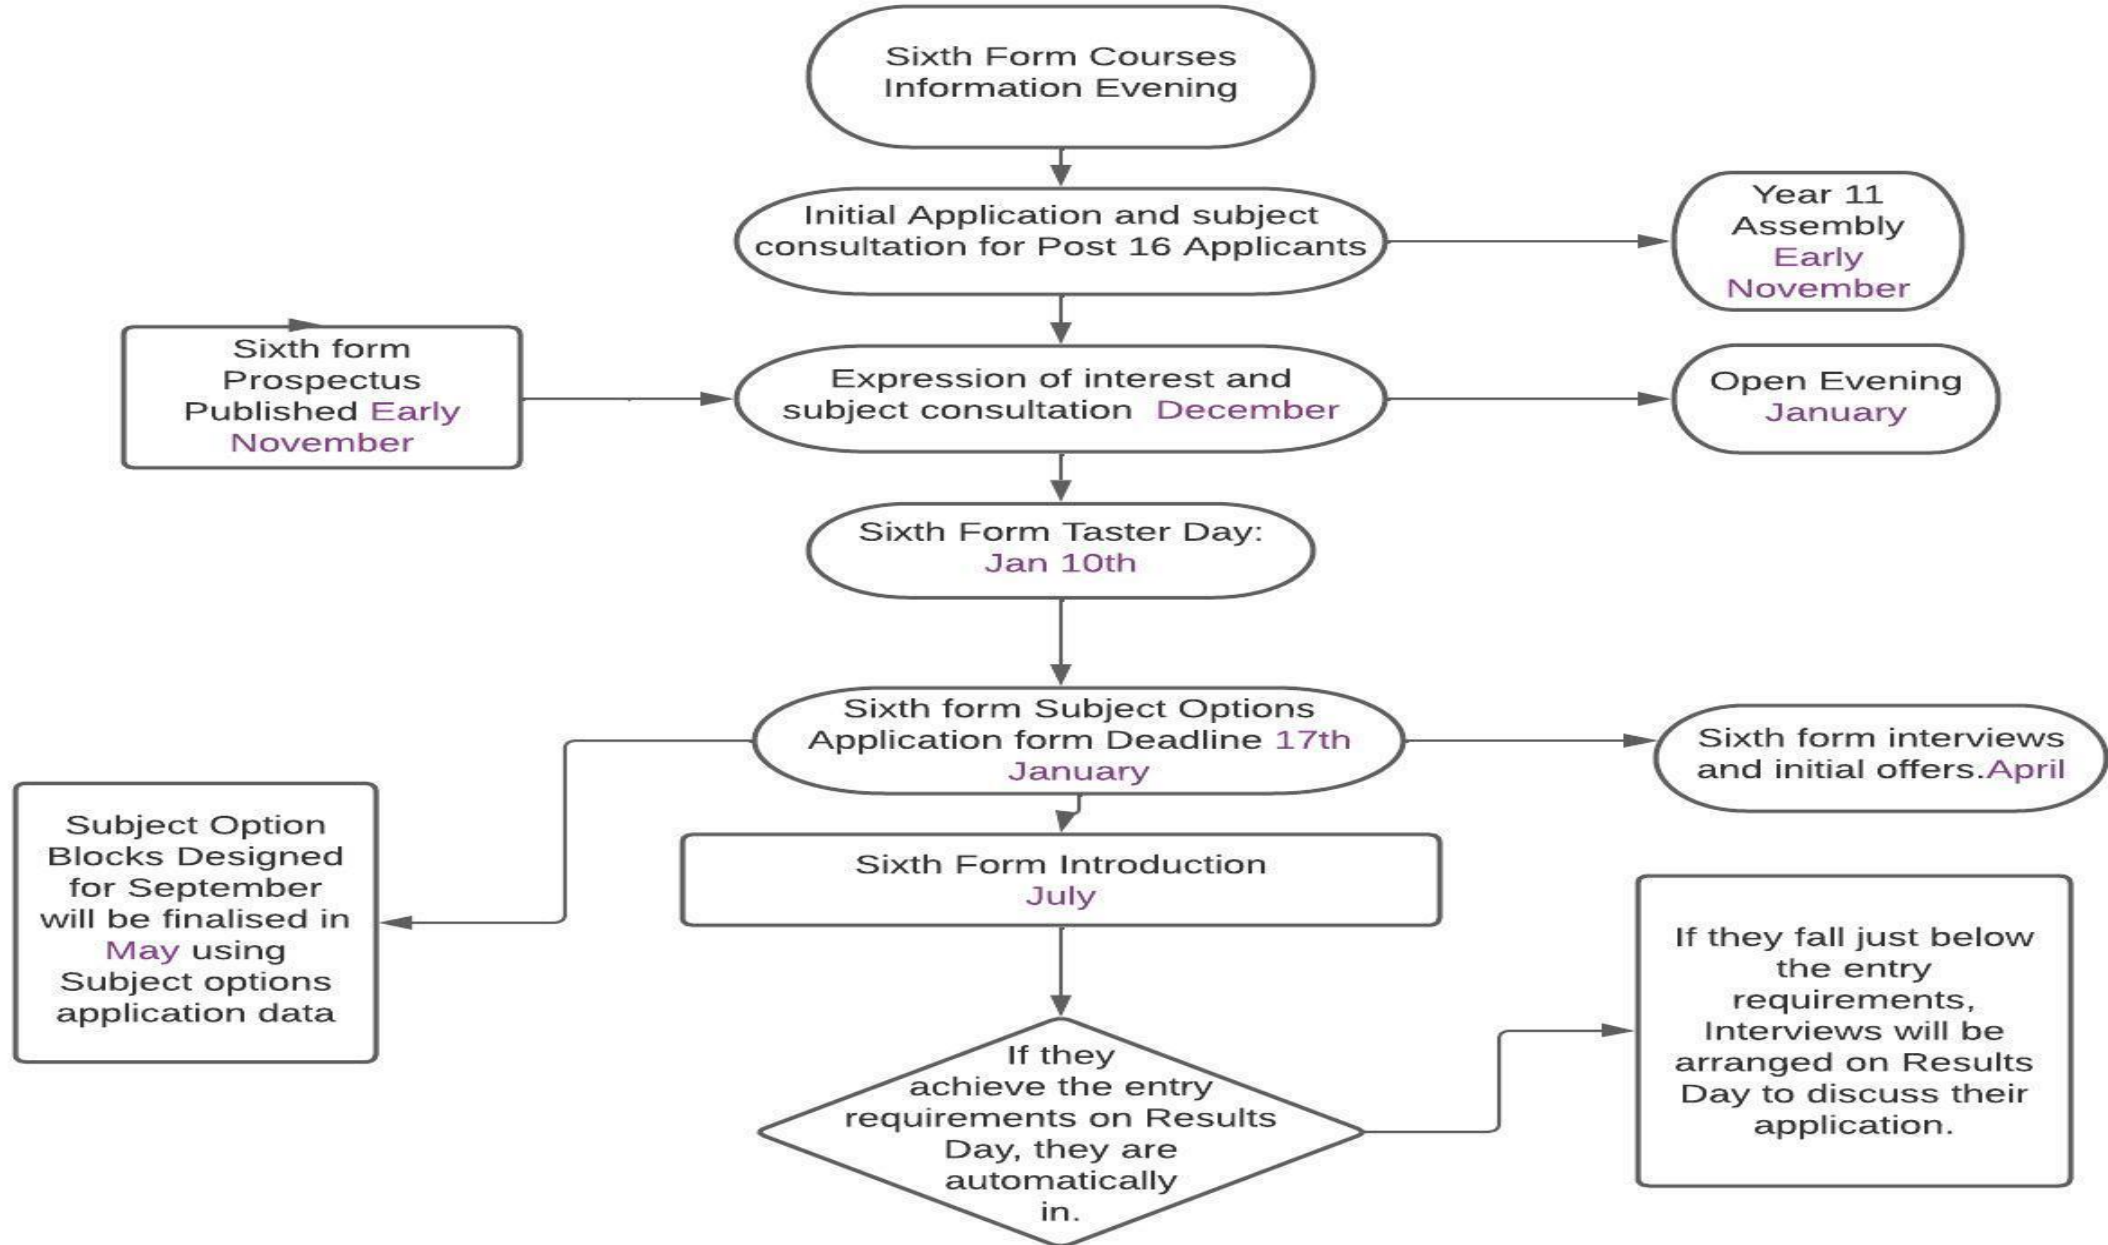 Sixth Form Courses
Information Evening
Initial Application and subject
consultation for Post 16 Applicants
Year 11
Assembly
Early
November
Sixth form
Prospectus
Published Early
November
Expression of interest and
subject consultation December
Open Evening
January
Sixth Form Taster Day:
Jan 10th
Sixth form Subject Options
Application form Deadline 17th
January
Sixth form interviews
and initial offers.April
Subject Option
Blocks Designed
for September
will be finalised in
May using
Subject options
application data
Sixth Form Introduction
July
If they
achieve the entry
requirements on Results
Day, they are
automatically
in.
If they fall just below
the entry
requirements,
Interviews will be
arranged on Results
Day to discuss their
application.